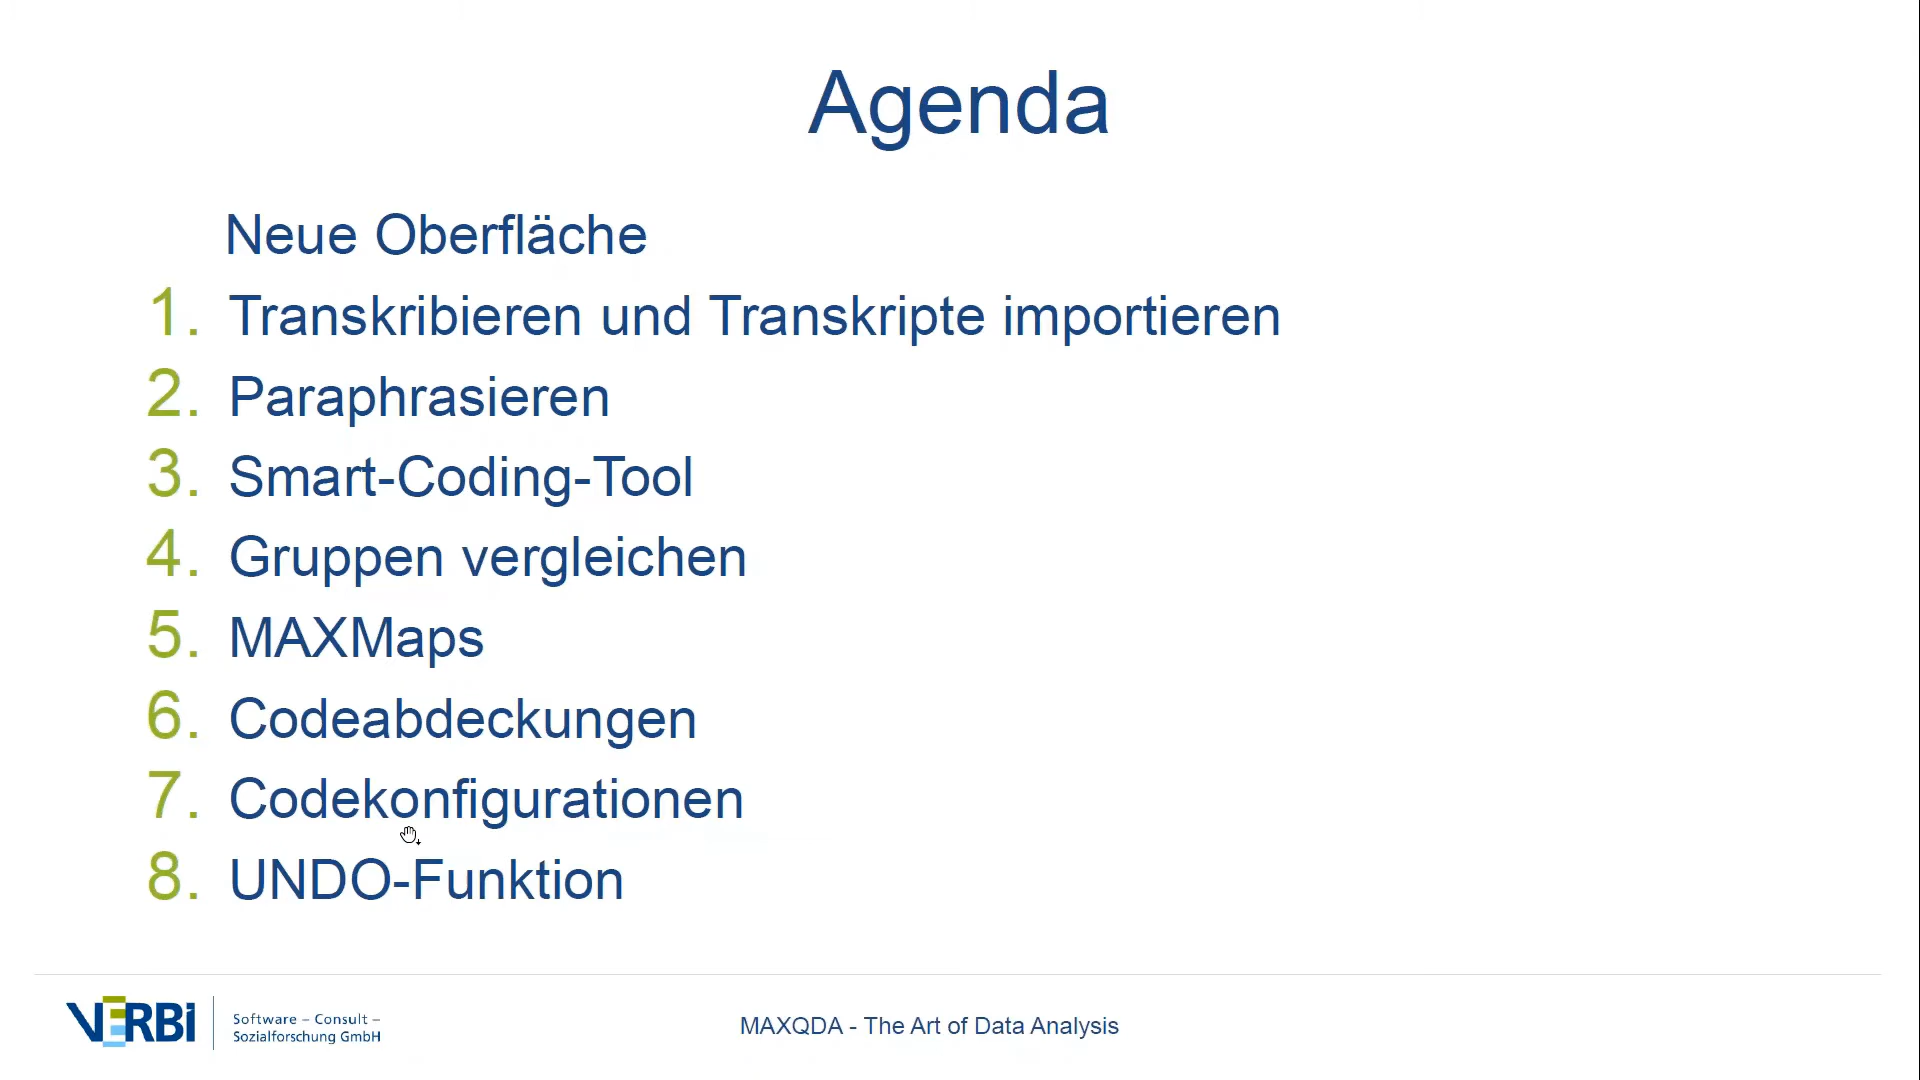 Agenda
Neue Oberfläche
1. Transkribieren und Transkripte importieren
2. Paraphrasieren
3. Smart-Coding-Tool
4. Gruppen vergleichen
5. MAXMaps
6. Codeabdeckungen
7. Codekonfigurationen
8. UNDO-Funktion
VERBI
Software – Consult –
Sozialforschung GmbH
MAXQDA - The Art of Data Analysis